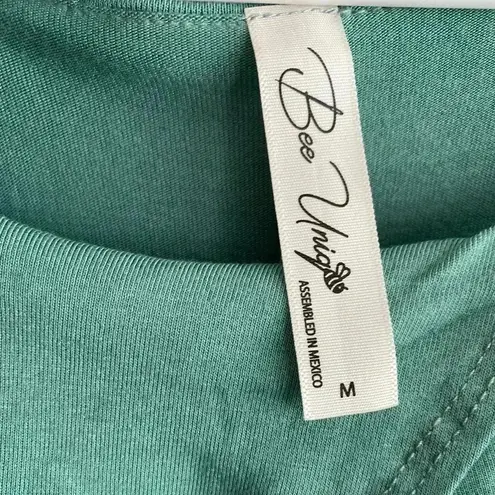 Bee Uniq
ASSEMBLED IN MEXICO
M